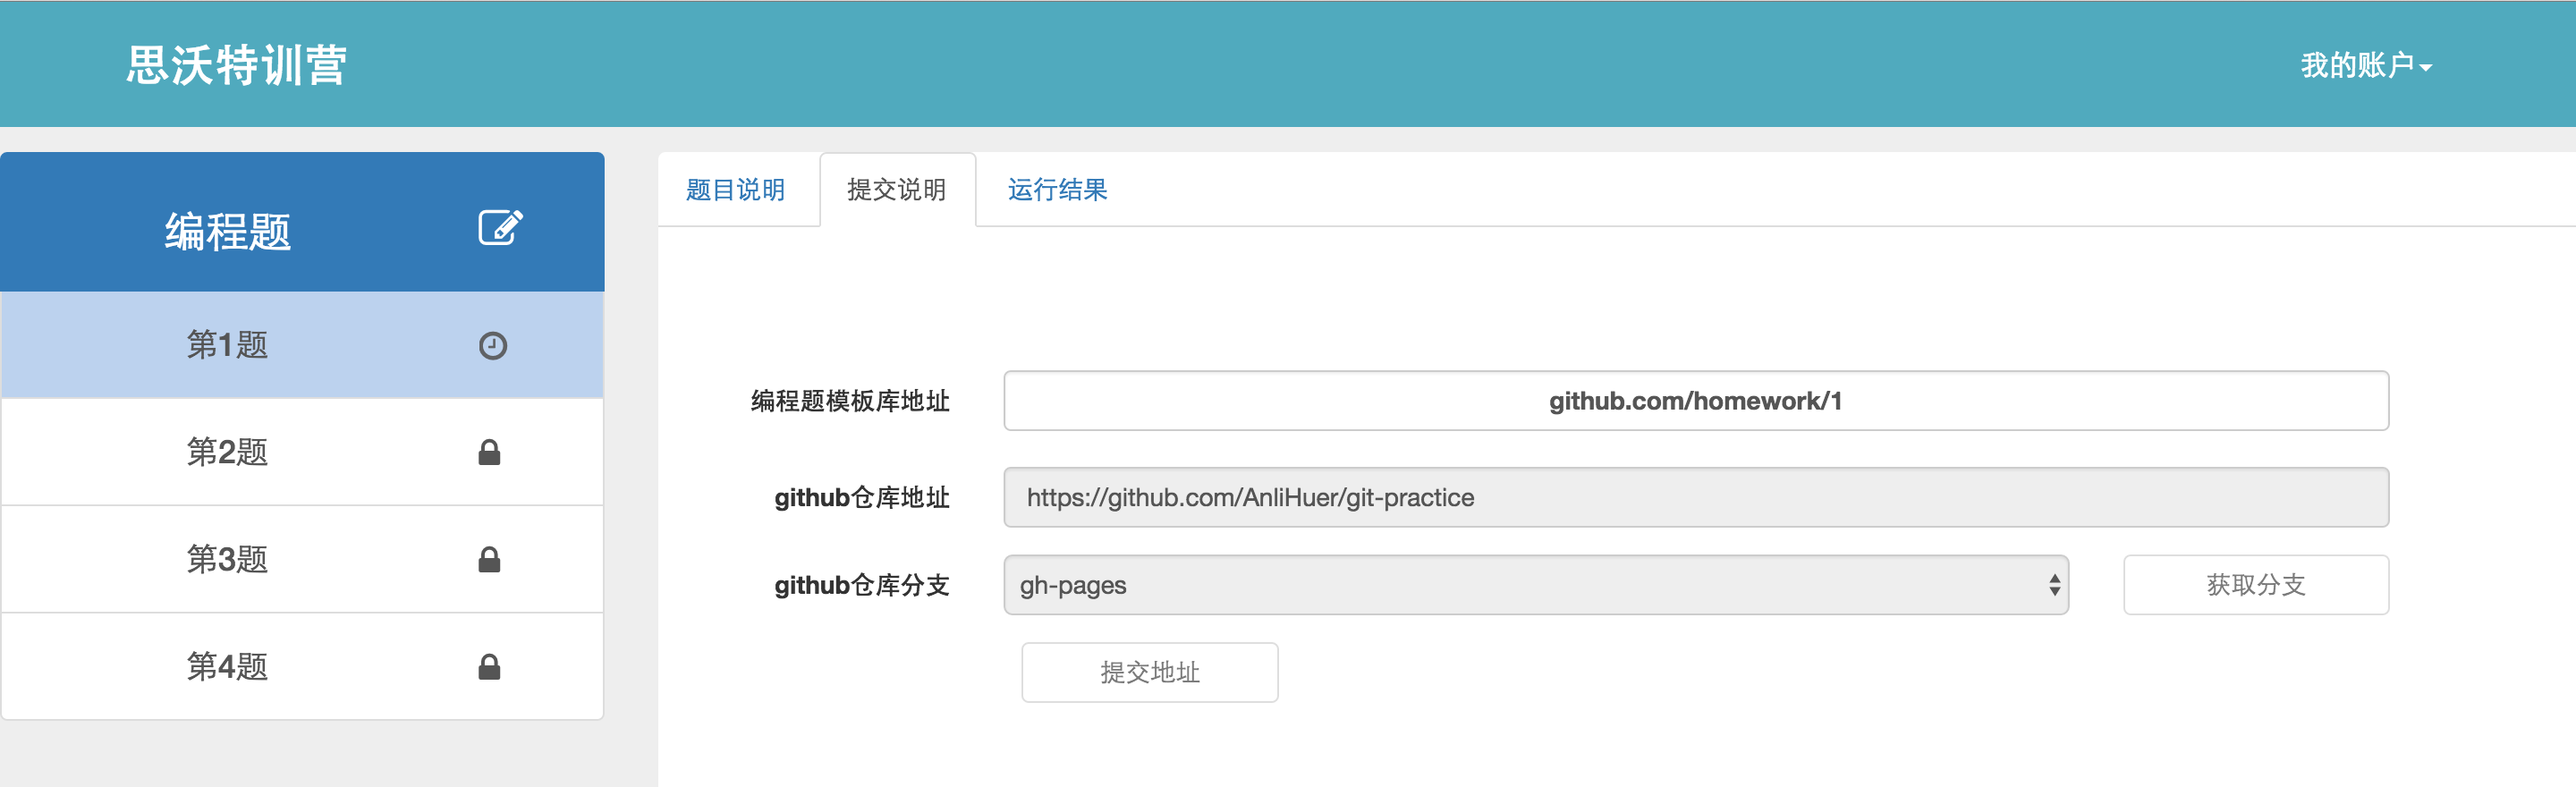 思沃特训营
我的账户
编程题
第1题
第2题
第3题
第4题
题目说明
提交说明
运行结果
编程题模板库地址
github.com/homework/1
github仓库地址
https://github.com/AnliHuer/git-practice
github仓库分支
gh-pages
获取分支
提交地址